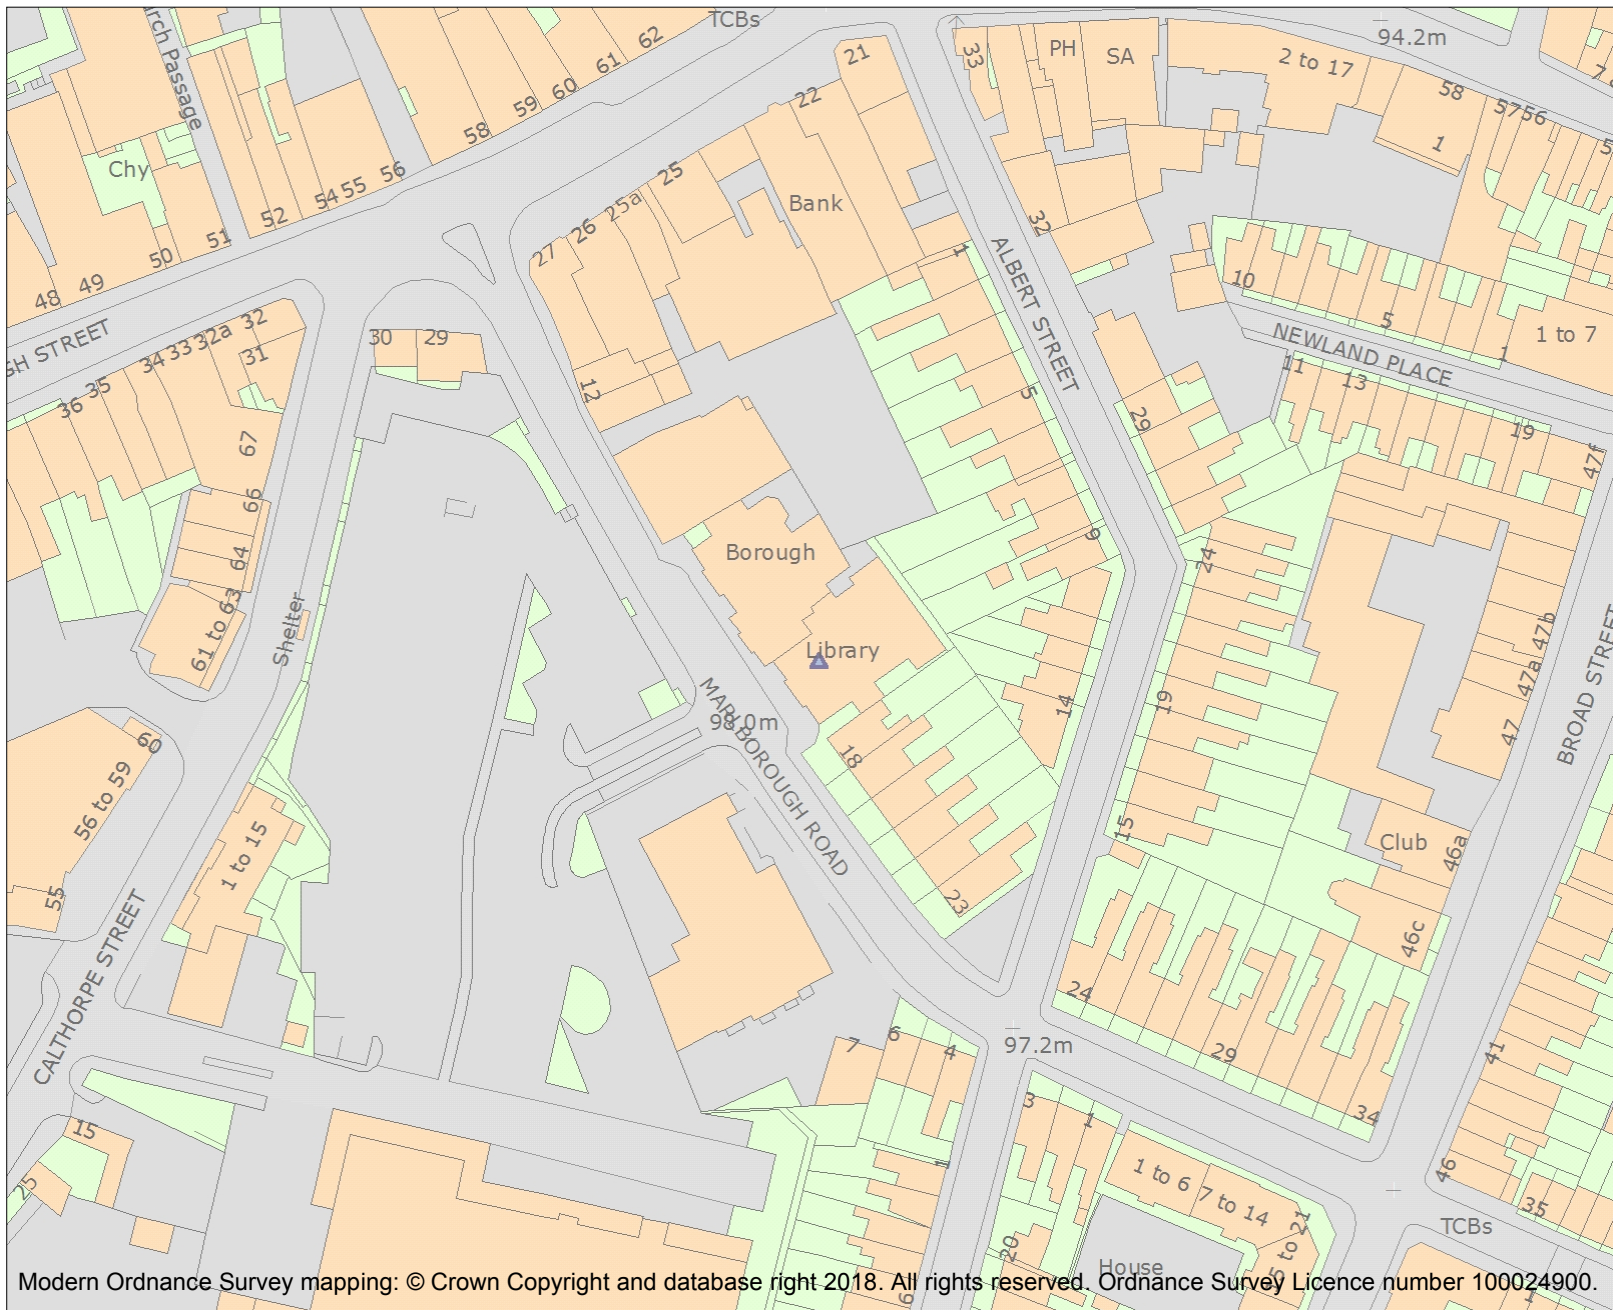 TCBs
62
61
60
59
58
56
55
54
52
51
50
49
48
rch Passage
Chy
21
22
Bank
25
25a
26
27
12
33
PH
SA
2 to 17
94.2m
58
57 56
1
7
32
ALBERT STREET
1
5
9
14
10
5
1
1 to 7
NEWLAND PLACE
11
13
19
47f
29
24
19
15
GH STREET
36
35
34
33
32a
32
31
30
29
67
66
64
61 to 63
Shelter
60
56 to 59
55
1 to 15
CALTHORPE STREET
15
25
Borough
Library
MARLBOROUGH ROAD
98.0m
18
23
47b
47a
47
BROAD STREET
Club
46a
46c
24
29
34
41
46
35
TCBs
97.2m
7
6
4
1
3
1
1 to 6
7 to 14
20
House
Modern Ordnance Survey mapping: © Crown Copyright and database right 2018. All rights reserved. Ordnance Survey Licence number 100024900.